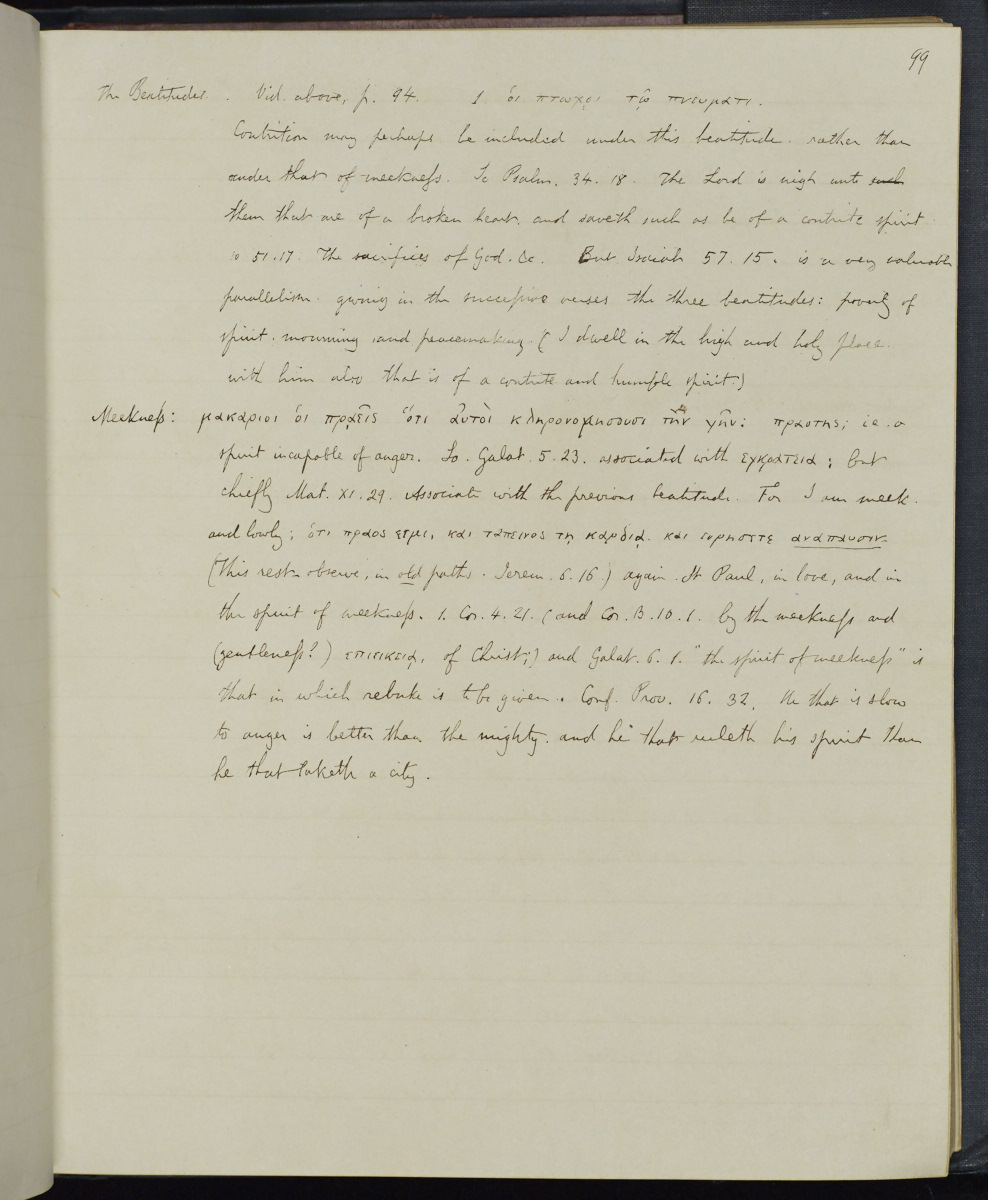 99
The Beatitudes. Vid. above, p. 94. 1 ὁι πτωχοι τῳ πνευματι.
Contrition may perhaps be included under this beatitude. rather than
under that of meekness. So Psalm. 34. 18. The Lord is nigh unto such
them that are of a broken heart. and saveth such as be of a contrite spirit
so 51.17. The sacrifices of God. &c. But Isaiah 57. 15. is a very valuable
parallelism. giving in the successive verses the three beatitudes: poverty of
spirit. mourning, and peacemaking. (I dwell in the high and holy place.
with him also that is of a contrite and humble spirit.)
Meekness: μακαριοι ὁι πρᾳεῖς ὅτι ἀυτὸι κληρονομησουσι τὴν γῆν: πραοτης; i.e. a
spirit incapable of anger. So. Galat. 5. 23. associated with εγκρατεια; but
chiefly Mat. XI. 29. Associate with the previous beatitude. For I am meek.
and lowly; ὁτι πραος ειμι, και ταπεινος τῃ καρδιᾳ. και ευρησετε αναπαυσιν.
(This rest observe, in old paths. Jerem. 6. 16.) again St Paul, in love, and in
the spirit of meekness. 1. Cor. 4. 21. (and Cor. B. 10. 1. by the meekness and
(gentleness?) επιεικειᾳ, of Christ;) and Galat. 6. 1. "the spirit of meekness" is
that in which rebuke is to be given. Conf. Prov. 16. 32. He that is slow
to anger is better than the mighty. and he that ruleth his spirit than
he that taketh a city.